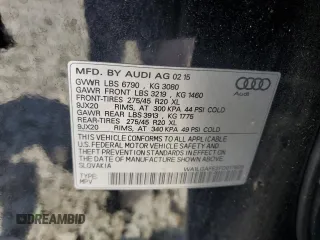 MFD. BY AUDI AG 02 15
GVWR LBS 6790 , KG 3080
GAWR FRONT LBS 3219 , KG 1460
FRONT-TIRES 275/45 R20 XL
9JX20 RIMS, AT 300 KPA 44 PSI COLD
GAWR REAR LBS 3913 , KG 1775
REAR-TIRES 275/45 R20 XL
9JX20 RIMS, AT 340 KPA 49 PSI COLD
THIS VEHICLE CONFORMS TO ALL APPLICABLE
U.S. FEDERAL MOTOR VEHICLE SAFETY
STANDARDS IN EFFECT ON THE
DATE OF MANUFACTURE SHOWN ABOVE.
SLOVAKIA
TYPE:
MPV
Audi
DREAMBID
.COM